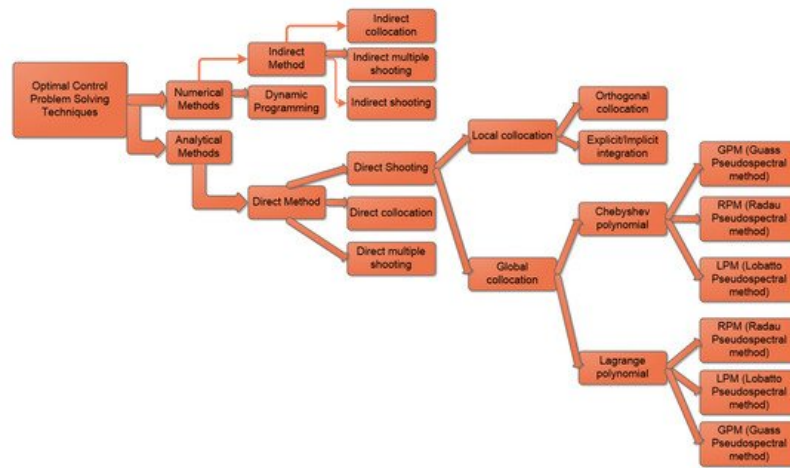 Optimal Control
Problem Solving
Techniques
Numerical
Methods
Analytical
Methods
Indirect
Method
Dynamic
Programming
Indirect
collocation
Indirect multiple
shooting
Indirect shooting
Direct Method
Direct Shooting
Direct collocation
Direct multiple
shooting
Local collocation
Global
collocation
Orthogonal
collocation
Explicit/Implicit
integration
Chebyshev
polynomial
Lagrange
polynomial
GPM (Guass
Pseudospectral
method)
RPM (Radau
Pseudospectral
method)
LPM (Lobatto
Pseudospectral
method)
RPM (Radau
Pseudospectral
method)
LPM (Lobatto
Pseudospectral
method)
GPM (Guass
Pseudospectral
method)